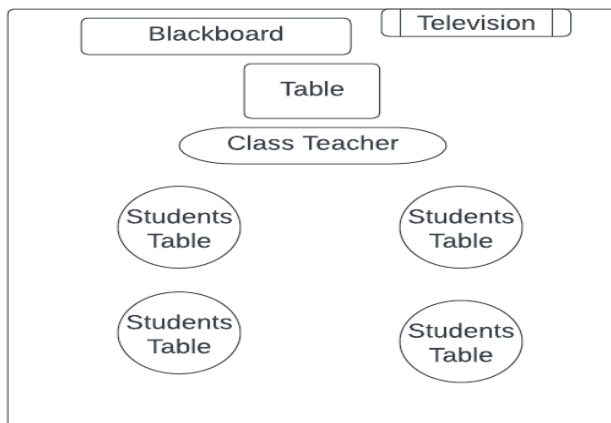 Blackboard
Television
Table
Class Teacher
Students
Table
Students
Table
Students
Table
Students
Table